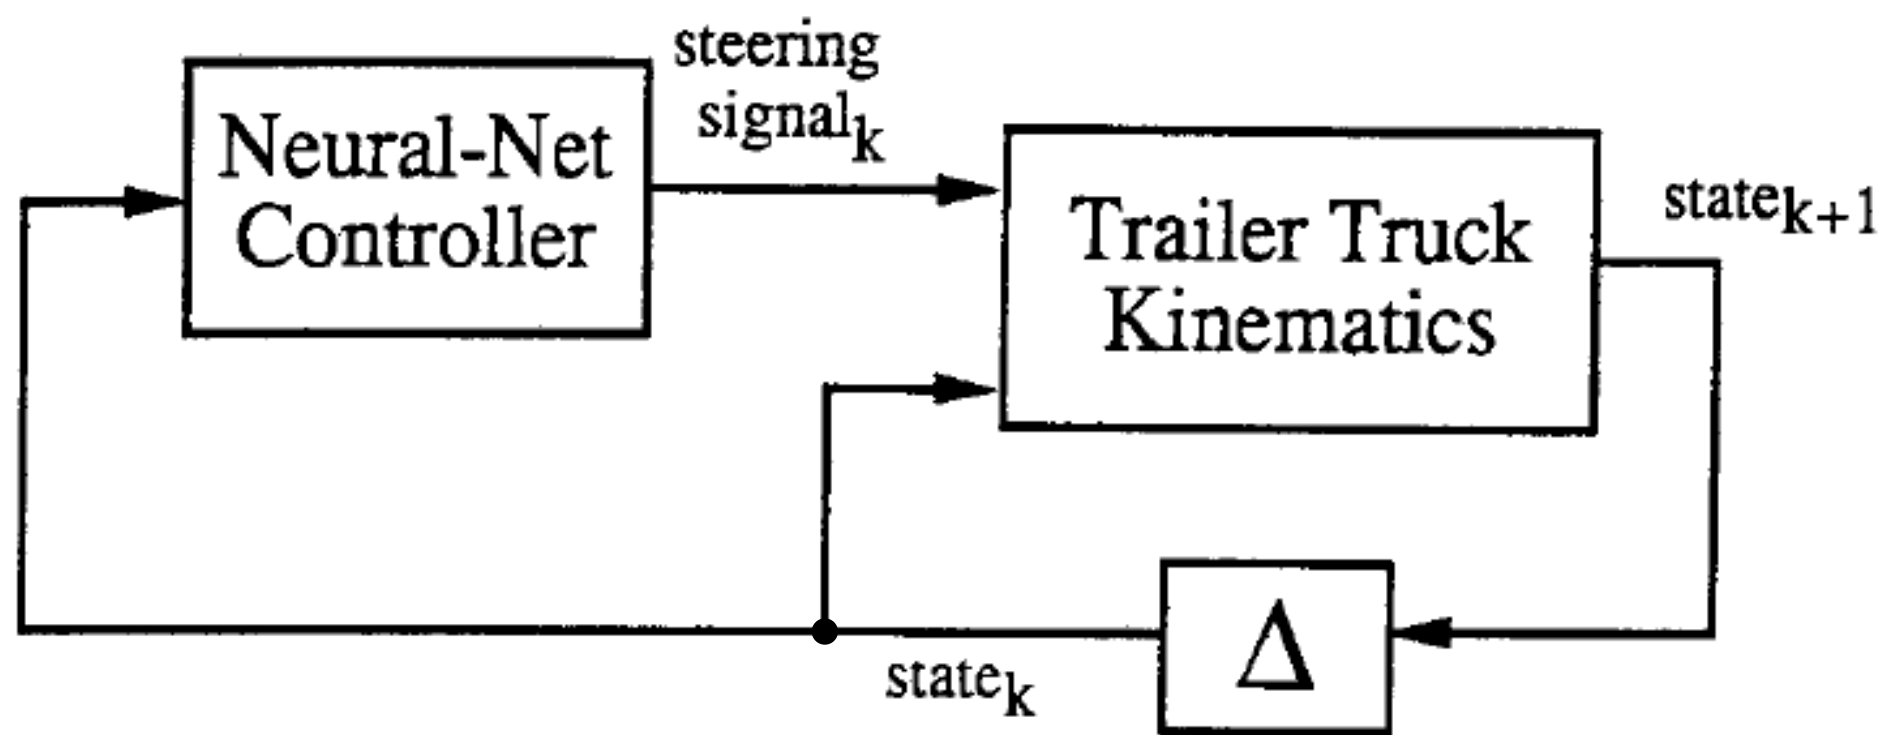 steering
signalk
Neural-Net
Controller
Trailer Truck
Kinematics
statek+1
Δ
statek